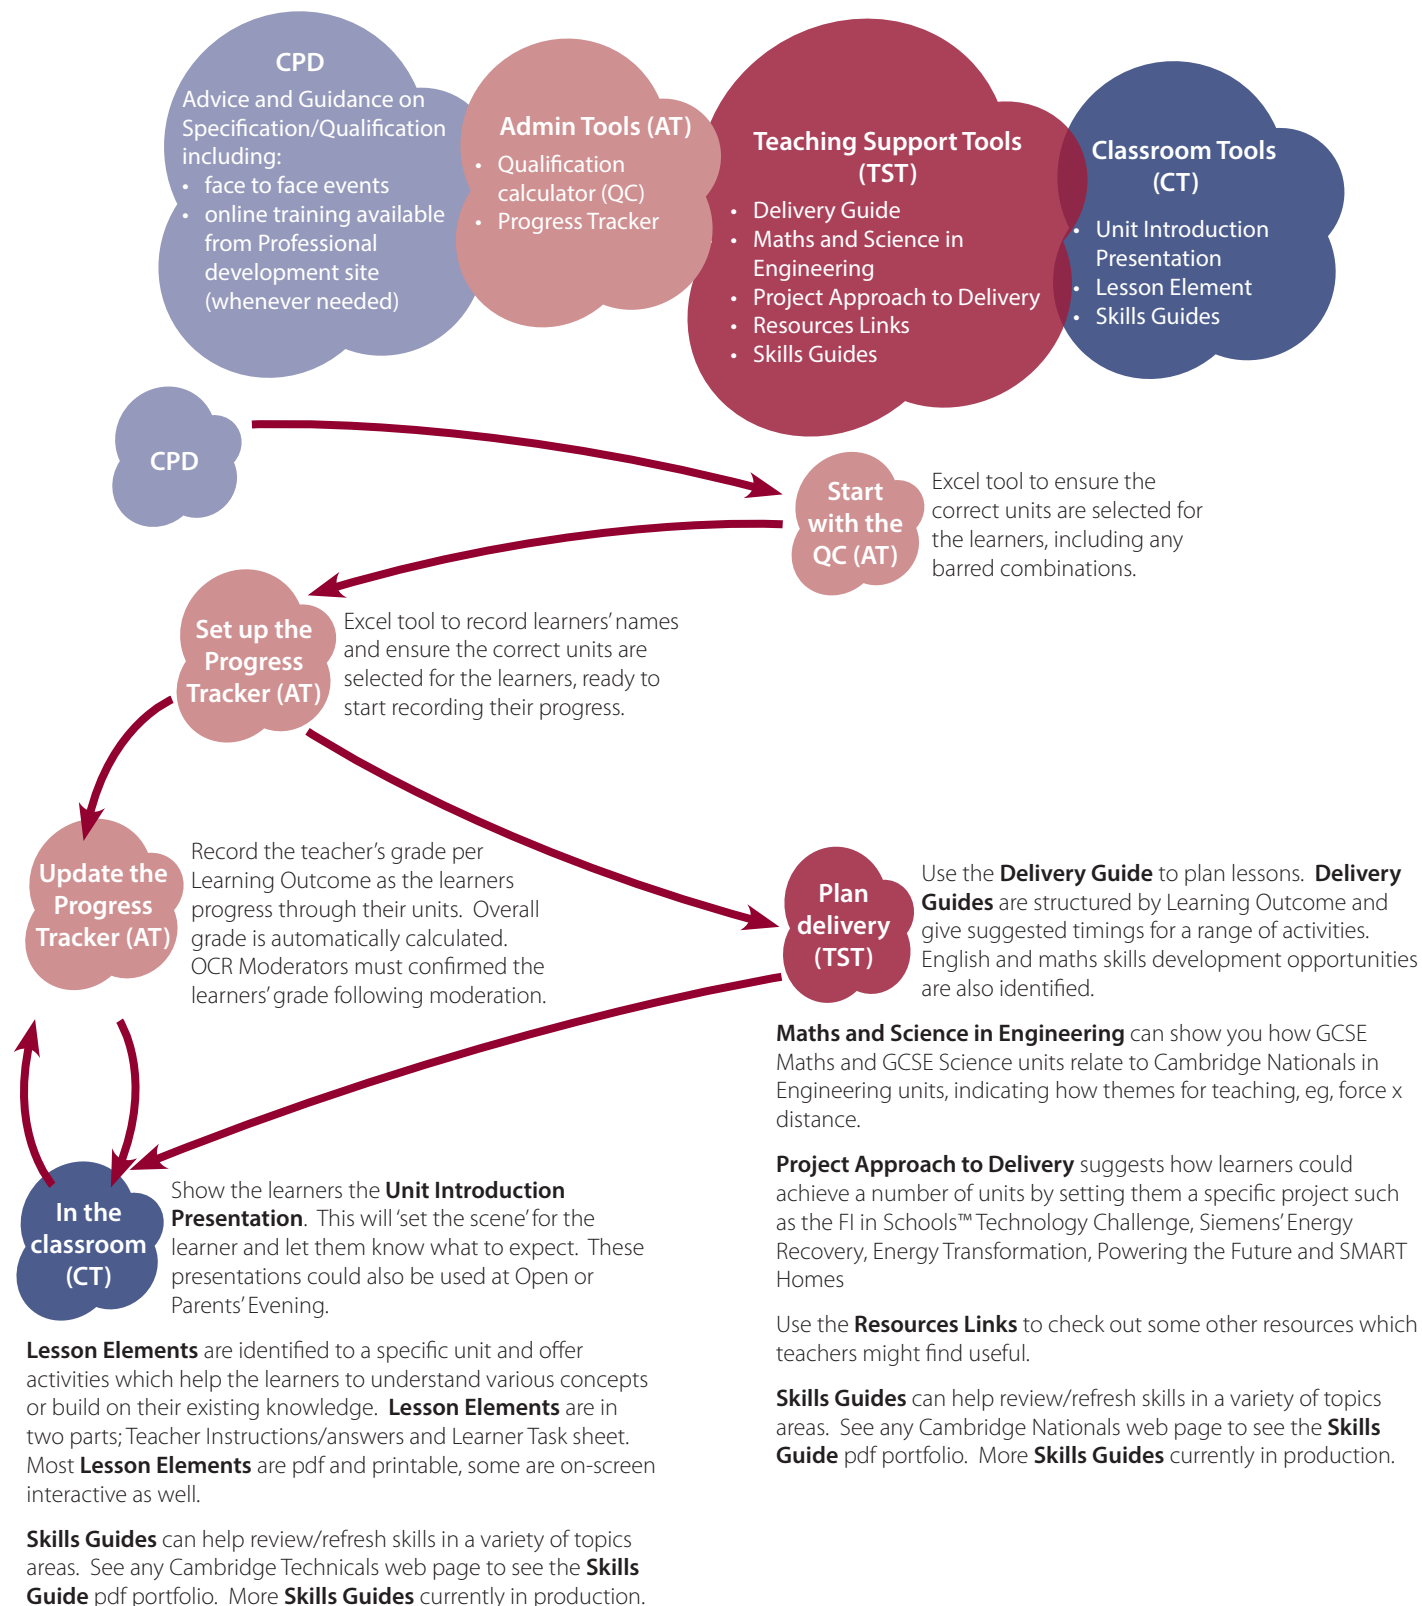 CPD
Advice and Guidance on
Specification/Qualification
including:
• face to face events
• online training available
from Professional
development site
(whenever needed)
Admin Tools (AT)
• Qualification
calculator (QC)
• Progress Tracker
Teaching Support Tools
(TST)
• Delivery Guide
• Maths and Science in
Engineering
• Project Approach to Delivery
• Resources Links
• Skills Guides
Classroom Tools
(CT)
• Unit Introduction
Presentation
• Lesson Element
• Skills Guides
CPD
Start
with the
QC (AT)
Excel tool to ensure the
correct units are selected for
the learners, including any
barred combinations.
Set up the
Progress
Tracker (AT)
Excel tool to record learners’ names
and ensure the correct units are
selected for the learners, ready to
start recording their progress.
Update the
Progress
Tracker (AT)
Record the teacher’s grade per
Learning Outcome as the learners
progress through their units. Overall
grade is automatically calculated.
OCR Moderators must confirmed the
learners’ grade following moderation.
Plan
delivery
(TST)
Use the Delivery Guide to plan lessons. Delivery
Guides are structured by Learning Outcome and
give suggested timings for a range of activities.
English and maths skills development opportunities
are also identified.
Maths and Science in Engineering can show you how GCSE
Maths and GCSE Science units relate to Cambridge Nationals in
Engineering units, indicating how themes for teaching, eg, force x
distance.
Project Approach to Delivery suggests how learners could
achieve a number of units by setting them a specific project such
as the FI in Schools™ Technology Challenge, Siemens’ Energy
Recovery, Energy Transformation, Powering the Future and SMART
Homes
Use the Resources Links to check out some other resources which
teachers might find useful.
Skills Guides can help review/refresh skills in a variety of topics
areas. See any Cambridge Nationals web page to see the Skills
Guide pdf portfolio. More Skills Guides currently in production.
In the
classroom
(CT)
Show the learners the Unit Introduction
Presentation. This will ‘set the scene’ for the
learner and let them know what to expect. These
presentations could also be used at Open or
Parents’ Evening.
Lesson Elements are identified to a specific unit and offer
activities which help the learners to understand various concepts
or build on their existing knowledge. Lesson Elements are in
two parts; Teacher Instructions/answers and Learner Task sheet.
Most Lesson Elements are pdf and printable, some are on-screen
interactive as well.
Skills Guides can help review/refresh skills in a variety of topics
areas. See any Cambridge Technicals web page to see the Skills
Guide pdf portfolio. More Skills Guides currently in production.